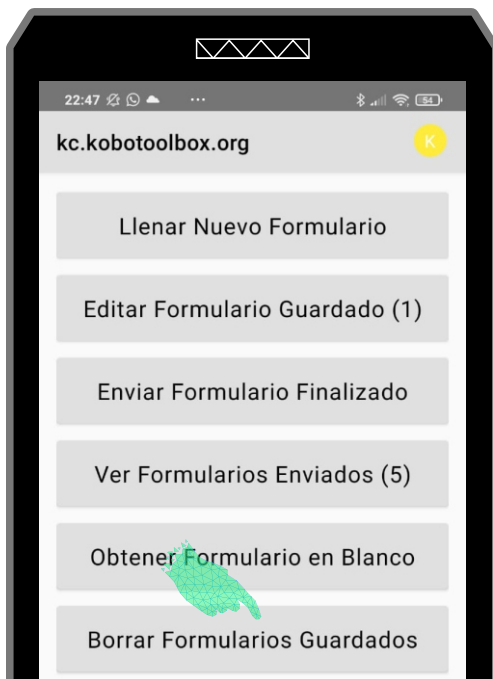 22:47 ... 54
kc.kobotoolbox.org K
Llenar Nuevo Formulario
Editar Formulario Guardado (1)
Enviar Formulario Finalizado
Ver Formularios Enviados (5)
Obtener Formulario en Blanco
Borrar Formularios Guardados